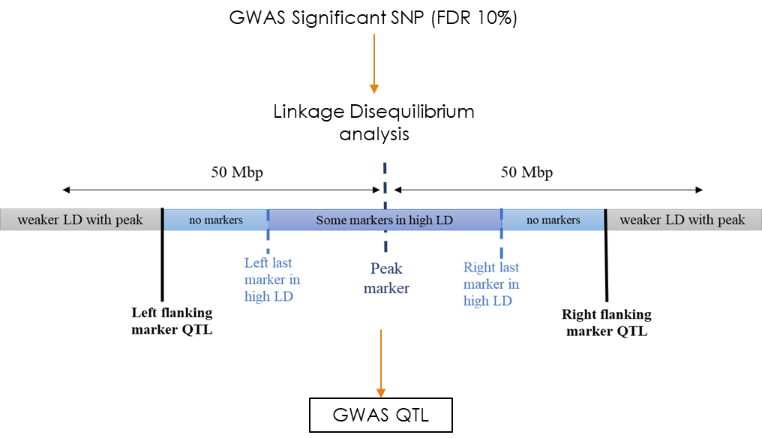 GWAS Significant SNP (FDR 10%)
Linkage Disequilibrium
analysis
50 Mbp
50 Mbp
weaker LD with peak
no markers
Some markers in high LD
no markers
weaker LD with peak
Left last
marker in
high LD
Peak
marker
Right last
marker in
high LD
Left flanking
marker QTL
Right flanking
marker QTL
GWAS QTL